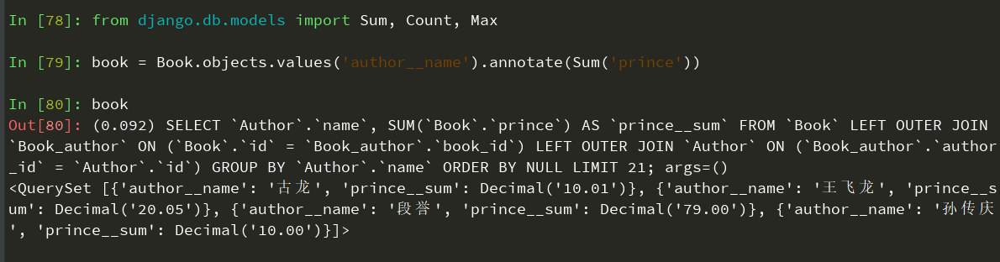 In [78]: from django.db.models import Sum, Count, Max
In [79]: book = Book.objects.values('author__name').annotate(Sum('prince'))
In [80]: book
Out[80]: (0.092) SELECT `Author`.`name`, SUM(`Book`.`prince`) AS `prince__sum` FROM `Book` LEFT OUTER JOIN
`Book_author` ON (`Book`.`id` = `Book_author`.`book_id`) LEFT OUTER JOIN `Author` ON (`Book_author`.`author
_id` = `Author`.`id`) GROUP BY `Author`.`name` ORDER BY NULL LIMIT 21; args=()
<QuerySet [{'author__name': '古龙', 'prince__sum': Decimal('10.01')}, {'author__name': '王飞龙', 'prince__s
um': Decimal('20.05')}, {'author__name': '段誉', 'prince__sum': Decimal('79.00')}, {'author__name': '孙传庆
', 'prince__sum': Decimal('10.00')}]>